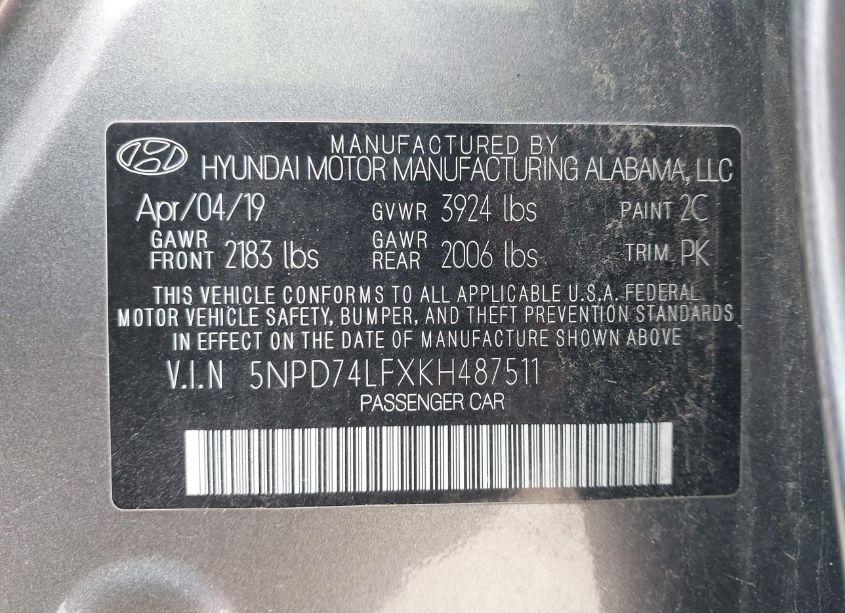 MANUFACTURED BY
HYUNDAI MOTOR MANUFACTURING ALABAMA, LLC
Apr/04/19 GVWR 3924 lbs PAINT 2C
GAWR FRONT 2183 lbs GAWR REAR 2006 lbs TRIM PK
THIS VEHICLE CONFORMS TO ALL APPLICABLE U.S.A. FEDERAL
MOTOR VEHICLE SAFETY, BUMPER, AND THEFT PREVENTION STANDARDS
IN EFFECT ON THE DATE OF MANUFACTURE SHOWN ABOVE
V.I.N 5NPD74LFXKH487511
PASSENGER CAR